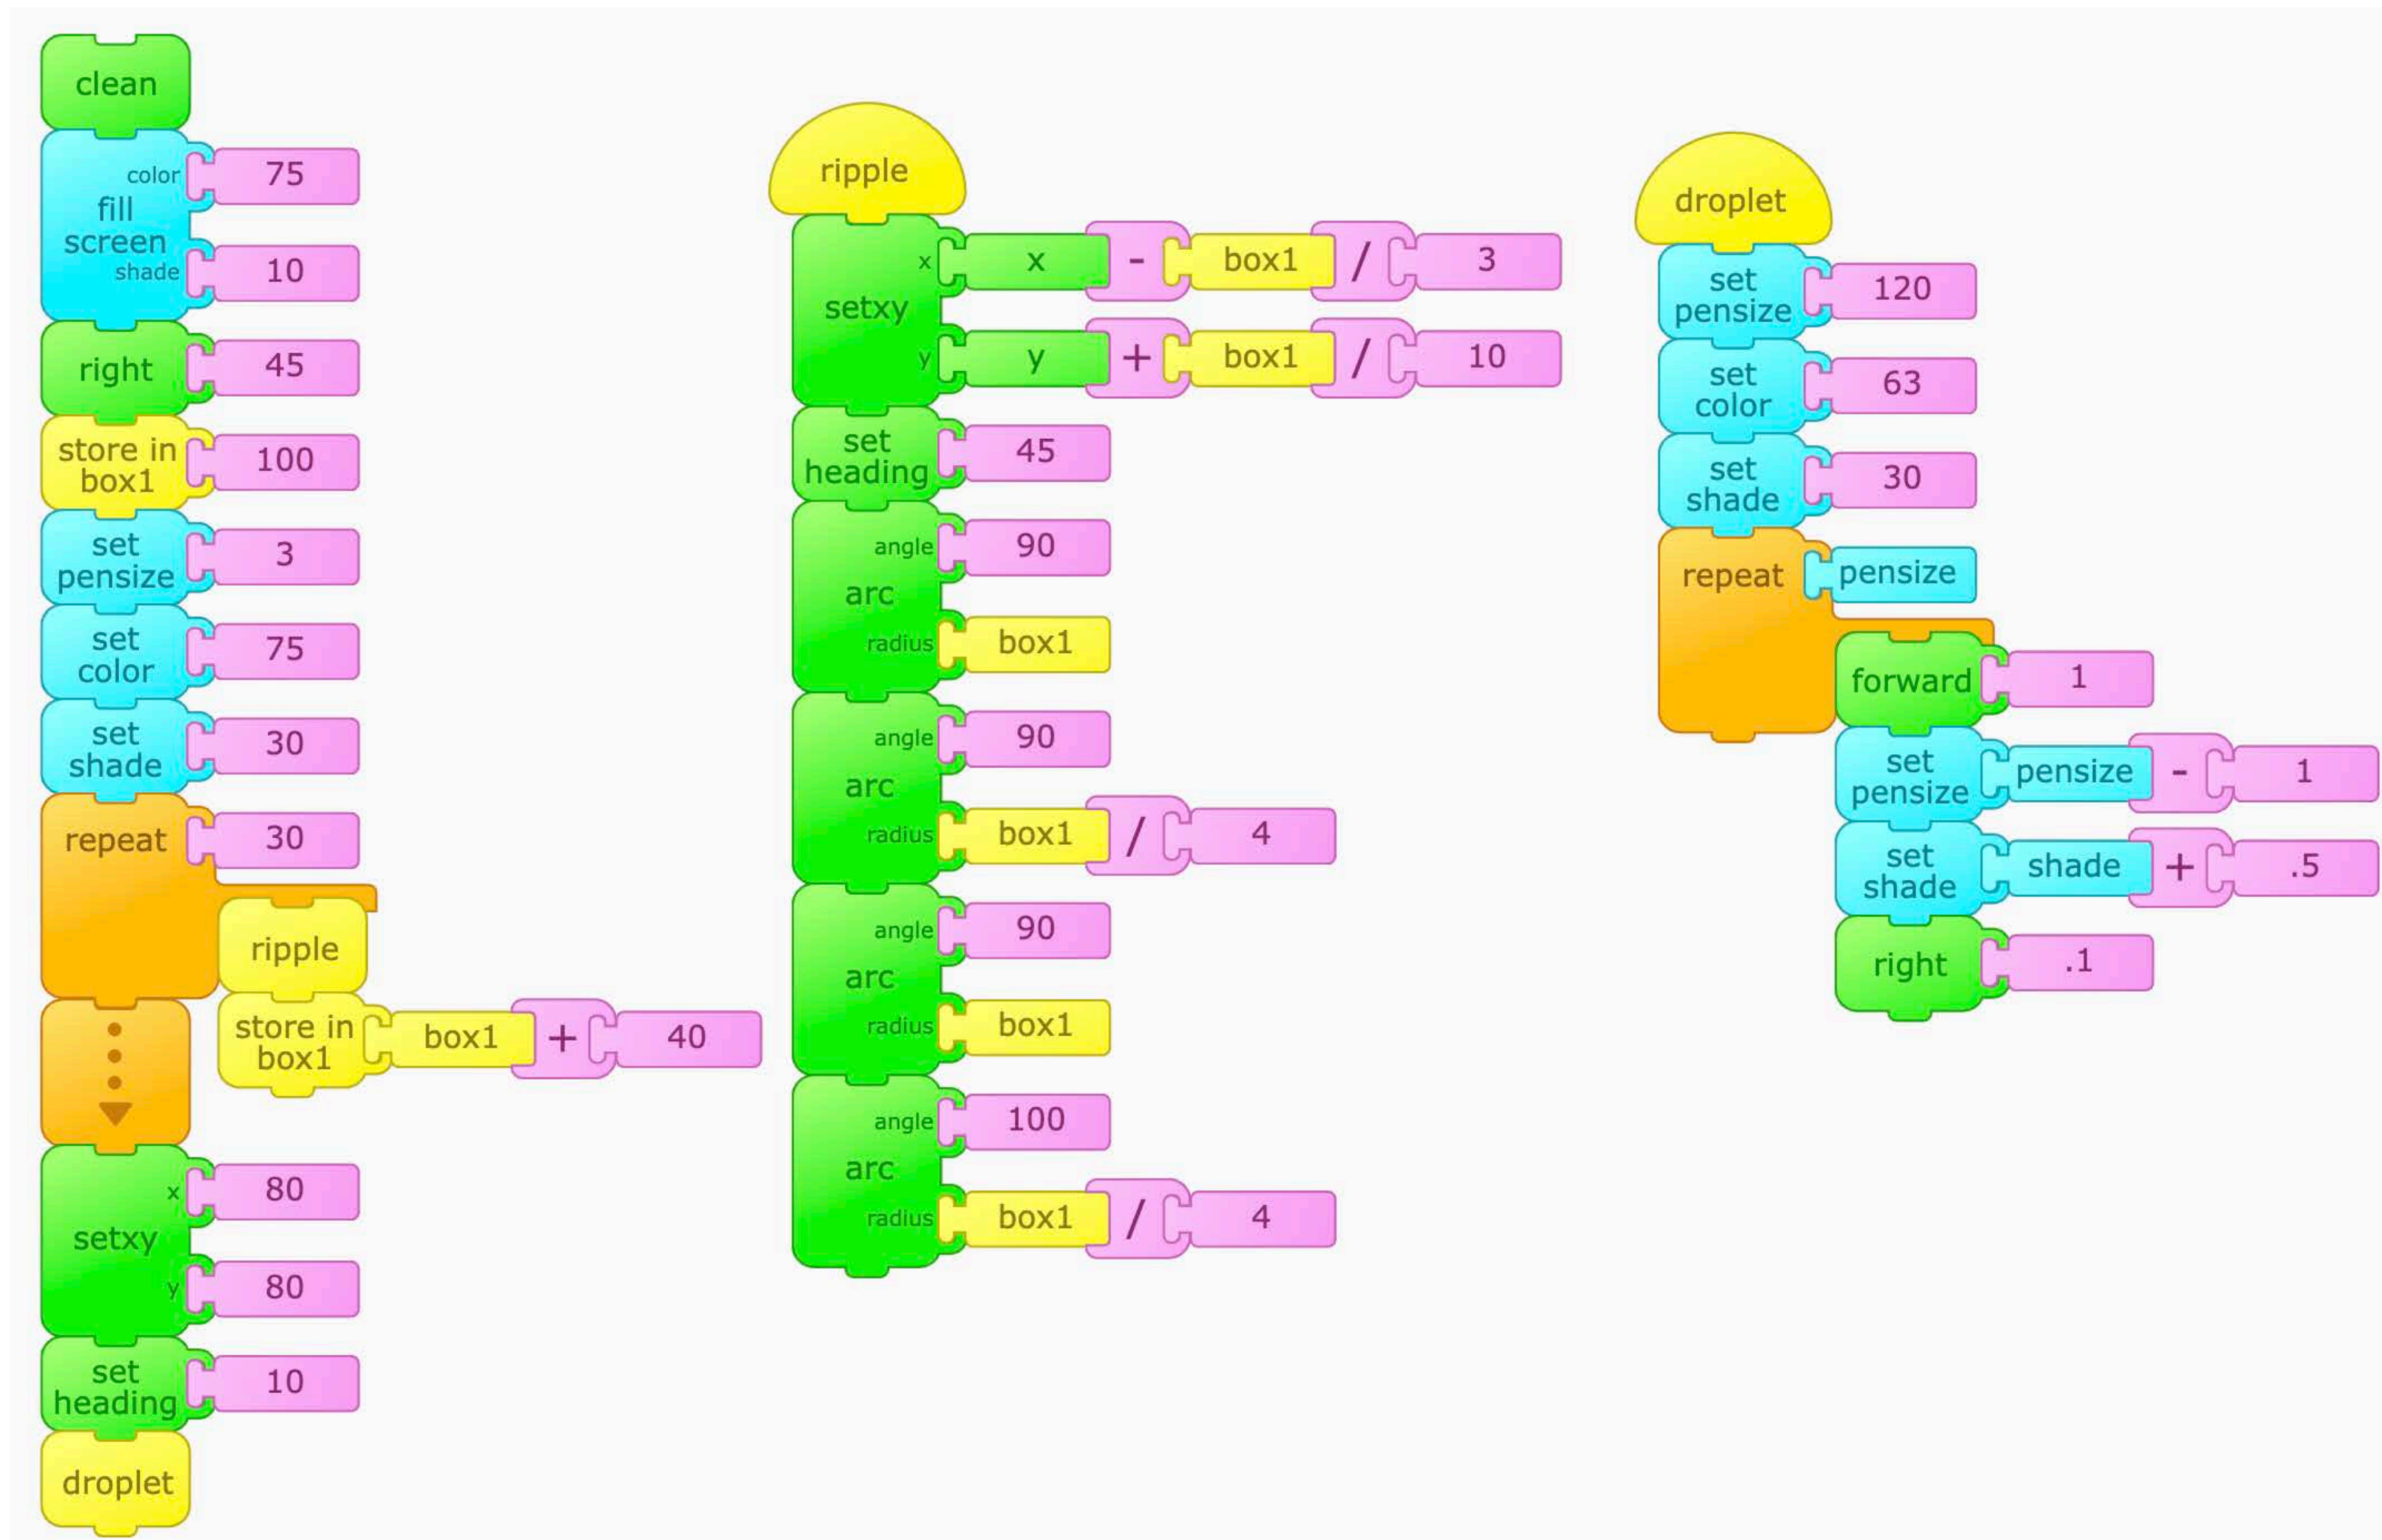 clean
color 75
fill
screen
shade 10
right 45
store in
box1 100
set
pensize 3
set
color 75
set
shade 30
repeat 30
ripple
store in
box1 box1 + 40
x 80
setxy
y 80
set
heading 10
droplet
ripple
x x - box1 / 3
setxy
y y + box1 / 10
set
heading 45
angle 90
arc
radius box1
angle 90
arc
radius box1 / 4
angle 90
arc
radius box1
angle 100
arc
radius box1 / 4
droplet
set
pensize 120
set
color 63
set
shade 30
repeat pensize
forward 1
set
pensize pensize - 1
set
shade shade + .5
right .1